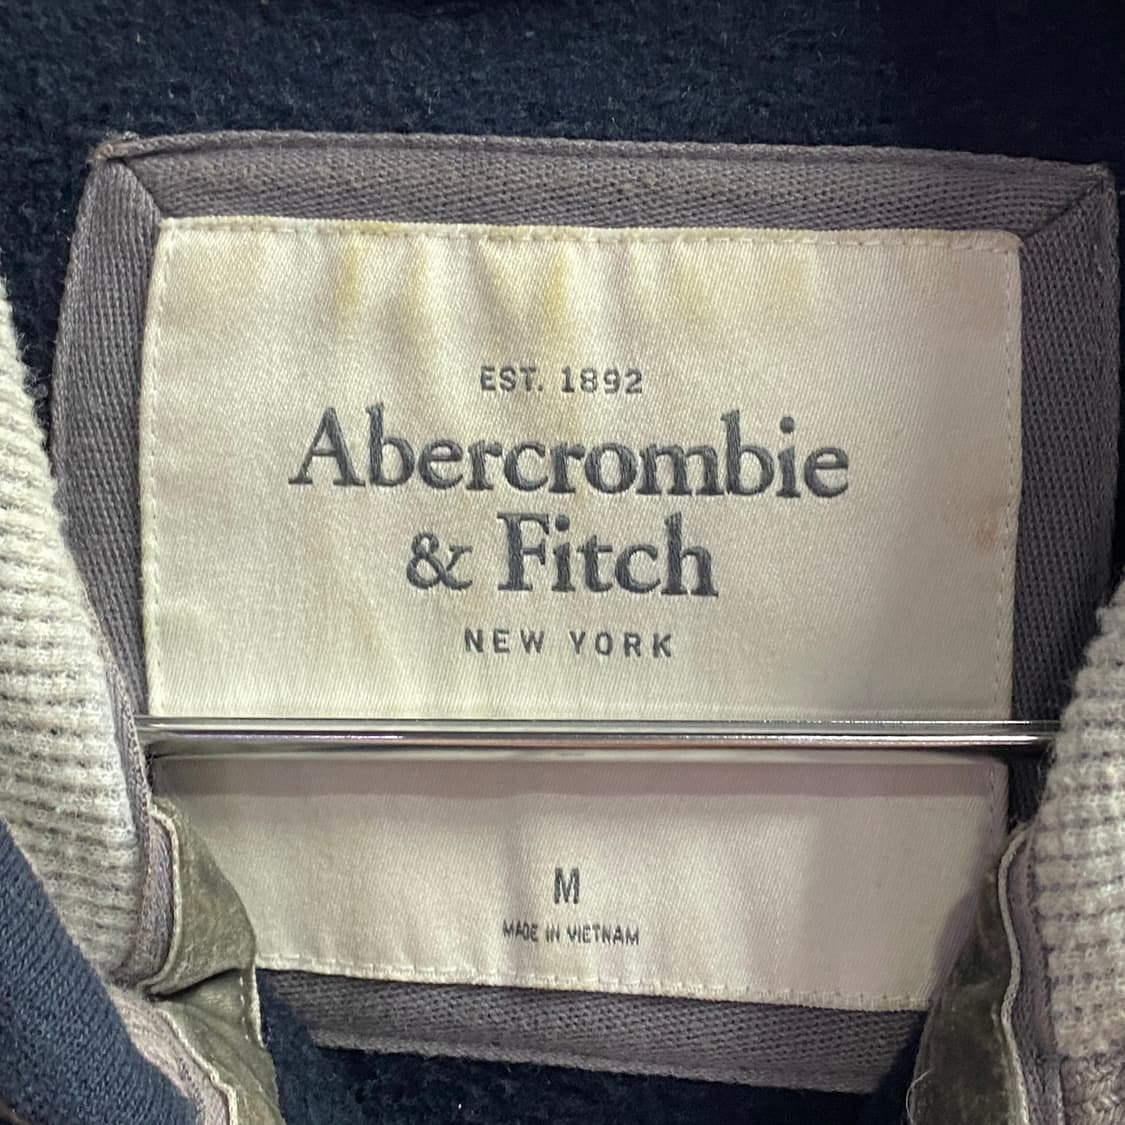 EST. 1892
Abercrombie
& Fitch
NEW YORK
M
MADE IN VIETNAM